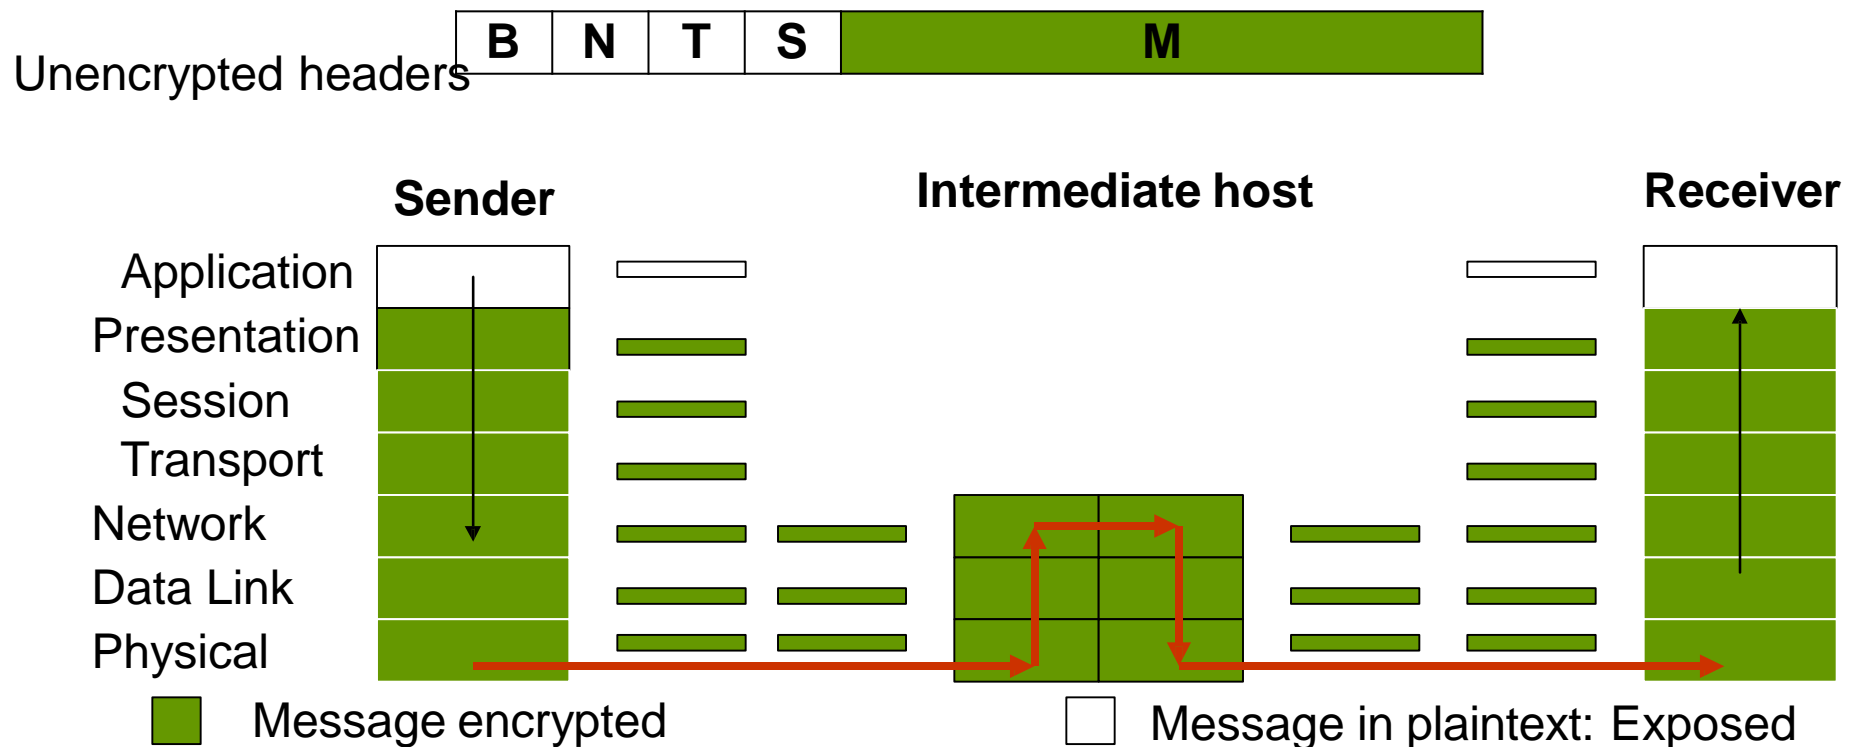 B N T S M
Unencrypted headers
Sender Intermediate host Receiver
Application
Presentation
Session
Transport
Network
Data Link
Physical
Message encrypted Message in plaintext: Exposed